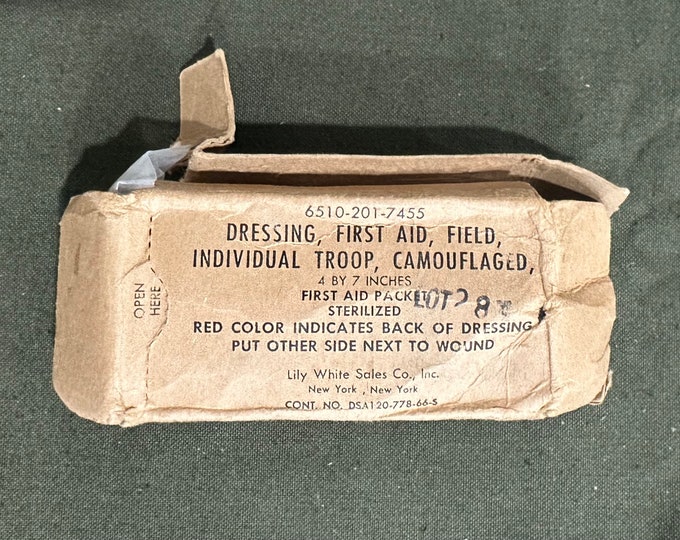 6510-201-7455
DRESSING, FIRST AID, FIELD,
INDIVIDUAL TROOP, CAMOUFLAGED,
4 BY 7 INCHES
FIRST AID PACKET LOT 28
STERILIZED
RED COLOR INDICATES BACK OF DRESSING
PUT OTHER SIDE NEXT TO WOUND
Lily White Sales Co., Inc.
New York, New York
CONT. NO. DSA120-778-66-S
OPEN
HERE